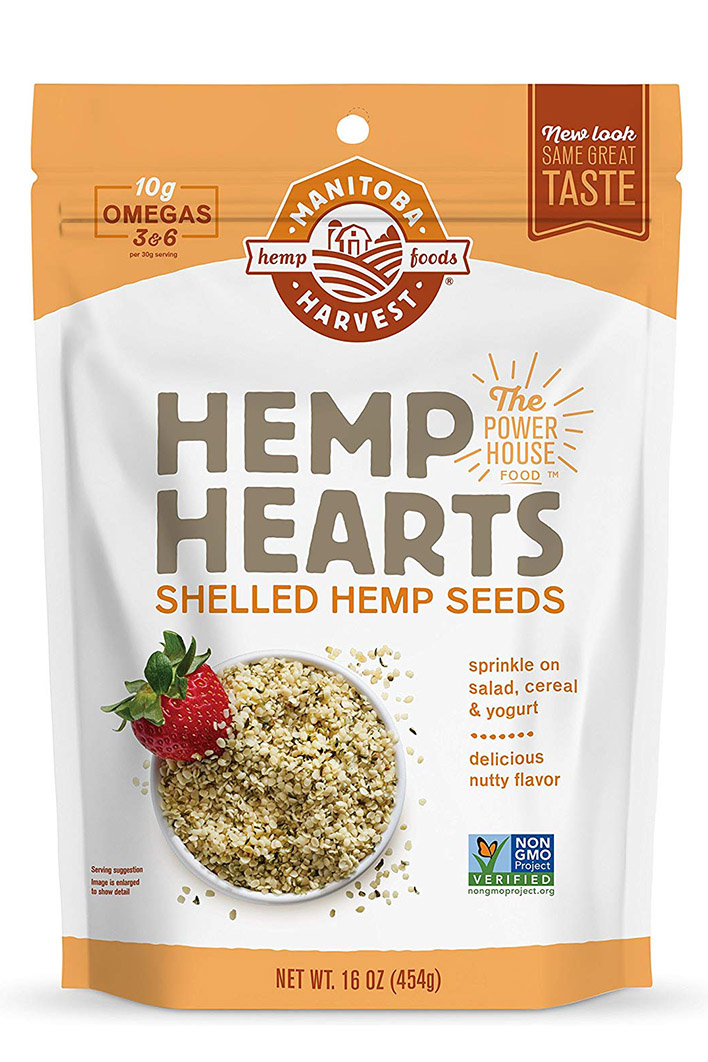 10g
OMEGAS
3&6
per 30g serving
MANITOBA
hemp foods
HARVEST
®
New look
SAME GREAT
TASTE
HEMP
HEARTS
The
POWER
HOUSE
FOOD ™
SHELLED HEMP SEEDS
sprinkle on
salad, cereal
& yogurt
delicious
nutty flavor
Serving suggestion
Image is enlarged
to show detail
NON
GMO
Project
VERIFIED
nongmoproject.org
NET WT. 16 OZ (454g)